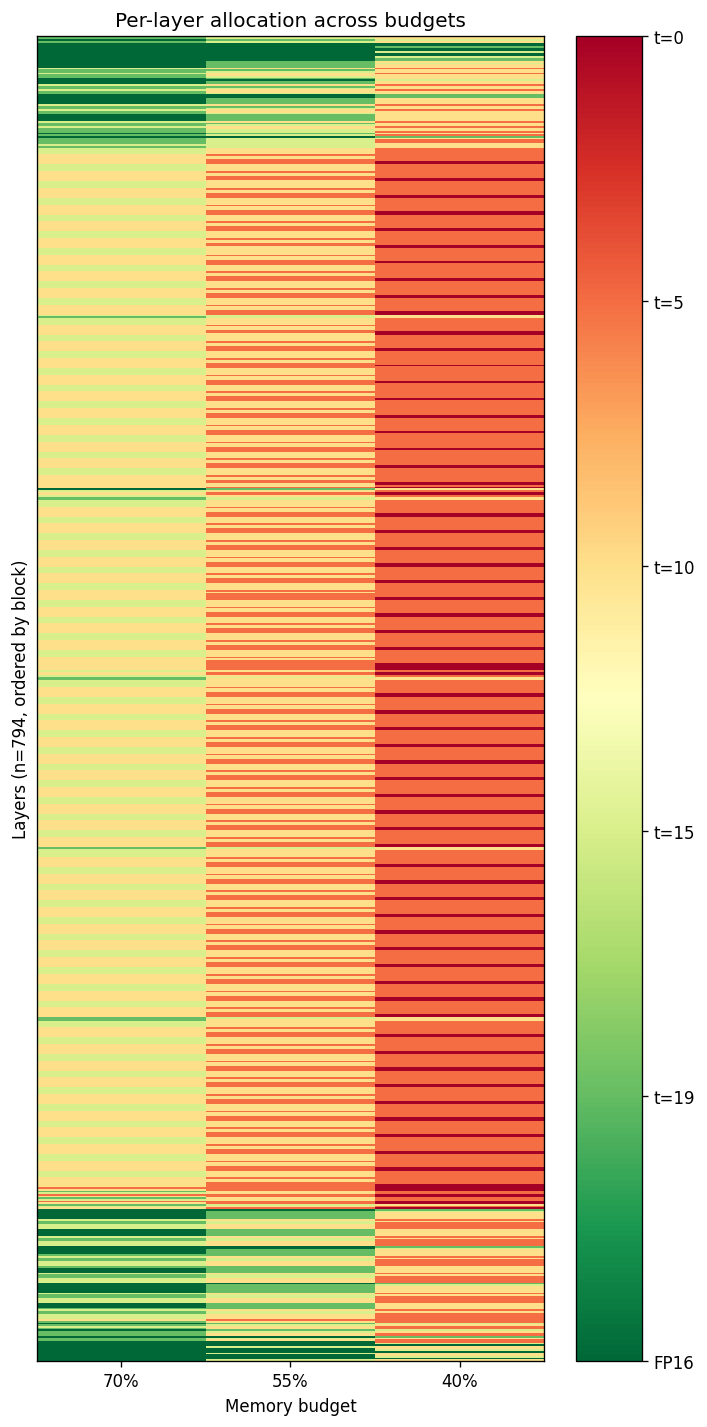 Per-layer allocation across budgets
t=0
t=5
t=10
t=15
t=19
FP16
Layers (n=794, ordered by block)
70%
55%
40%
Memory budget